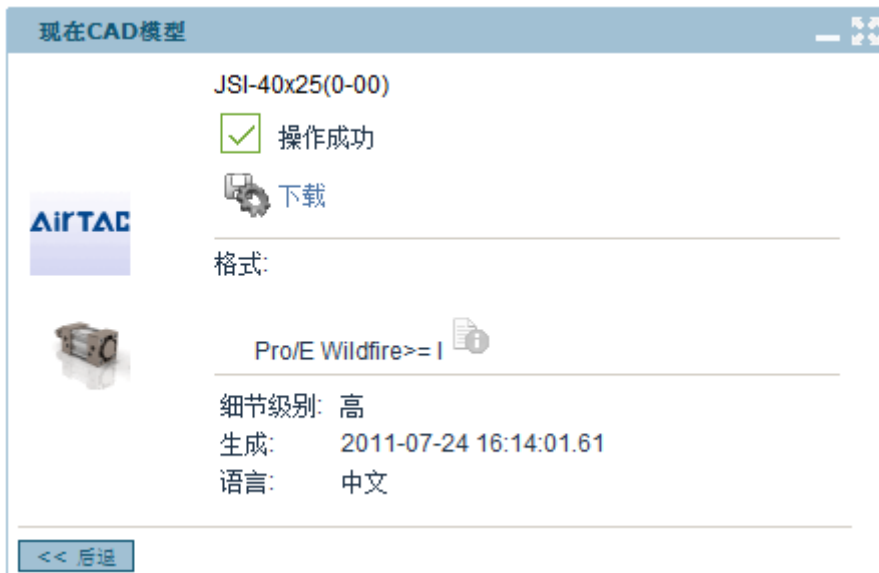 现在CAD模型
JSI-40x25(0-00)
操作成功
下载
AirTAC
格式:
Pro/E Wildfire>= I
细节级别: 高
生成: 2011-07-24 16:14:01.61
语言: 中文
<< 后退